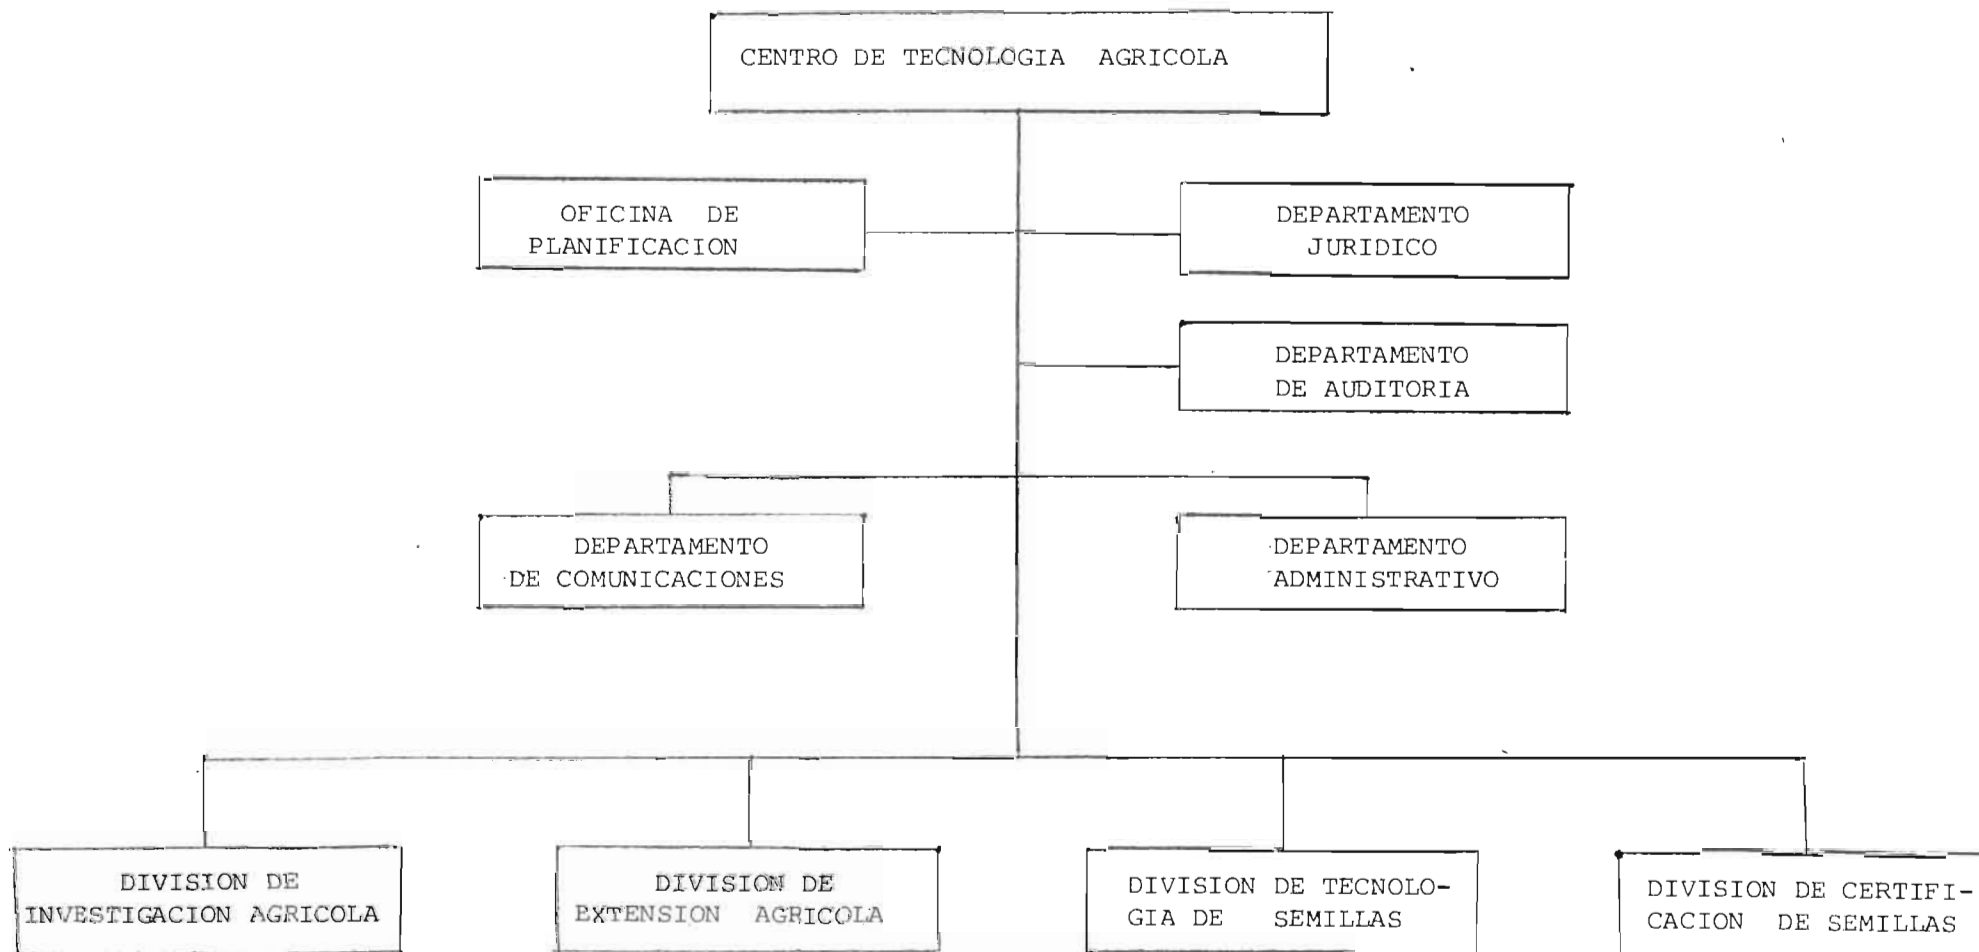 CENTRO DE TECNOLOGIA AGRICOLA
OFICINA DE
PLANIFICACION
DEPARTAMENTO
JURIDICO
DEPARTAMENTO
DE AUDITORIA
DEPARTAMENTO
DE COMUNICACIONES
DEPARTAMENTO
ADMINISTRATIVO
DIVISION DE
INVESTIGACION AGRICOLA
DIVISION DE
EXTENSION AGRICOLA
DIVISION DE TECNOLO-
GIA DE SEMILLAS
DIVISION DE CERTIFI-
CACION DE SEMILLAS